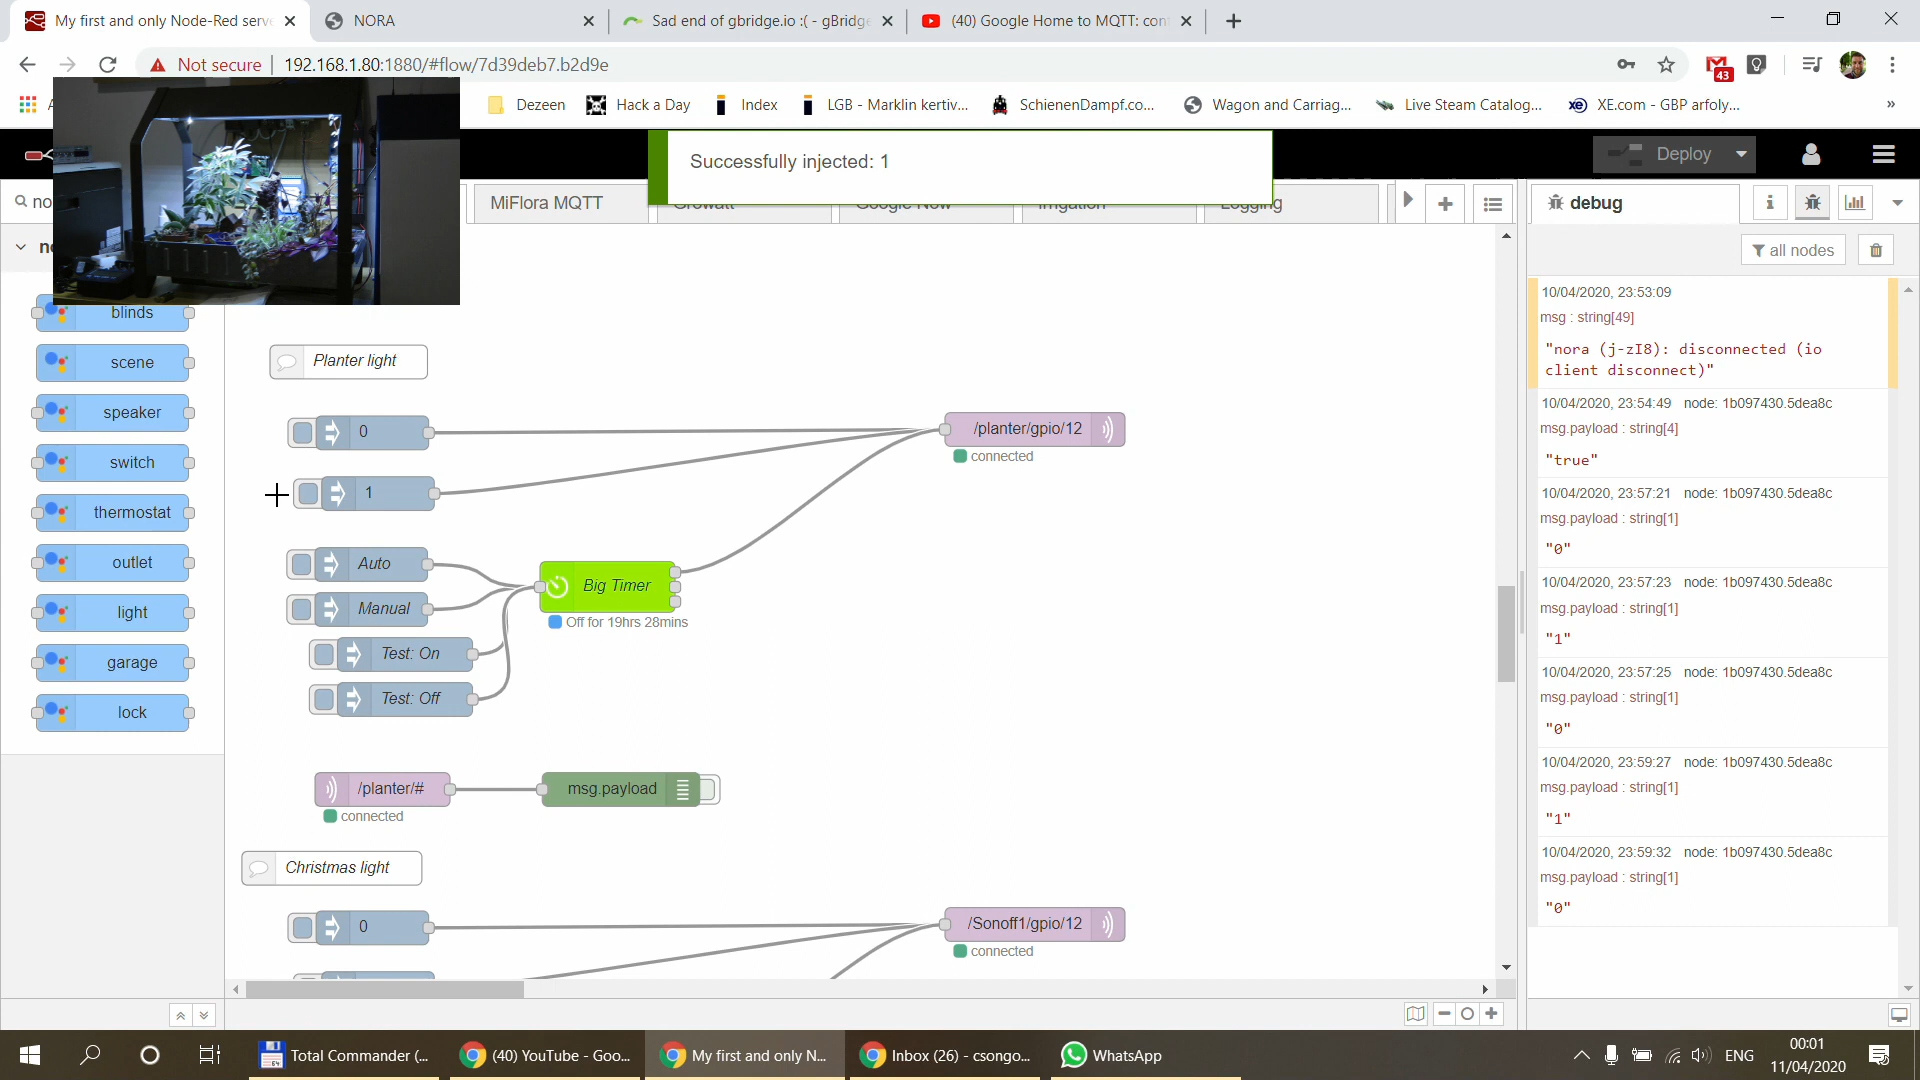 My first and only Node-Red serv
NORA
Sad end of gbridge.io :( - gBridge
(40) Google Home to MQTT: con
Not secure
192.168.1.80:1880/#flow/7d39deb7.b2d9e
43
A
Dezeen
Hack a Day
Index
LGB - Marklin kertiv...
SchienenDampf.co...
Wagon and Carriag...
Live Steam Catalog...
XE.com - GBP arfoly...
»
Successfully injected: 1
Deploy
no
MiFlora MQTT
Growatt
Google Now
Irrigation
Logging
debug
all nodes
no
blinds
scene
speaker
switch
thermostat
outlet
light
garage
lock
Planter light
0
/planter/gpio/12
connected
1
Auto
Manual
Test: On
Test: Off
Big Timer
Off for 19hrs 28mins
/planter/#
connected
msg.payload
Christmas light
0
/Sonoff1/gpio/12
connected
10/04/2020, 23:53:09
msg : string[49]
"nora (j-zI8): disconnected (io
client disconnect)"
10/04/2020, 23:54:49 node: 1b097430.5dea8c
msg.payload : string[4]
"true"
10/04/2020, 23:57:21 node: 1b097430.5dea8c
msg.payload : string[1]
"0"
10/04/2020, 23:57:23 node: 1b097430.5dea8c
msg.payload : string[1]
"1"
10/04/2020, 23:57:25 node: 1b097430.5dea8c
msg.payload : string[1]
"0"
10/04/2020, 23:59:27 node: 1b097430.5dea8c
msg.payload : string[1]
"1"
10/04/2020, 23:59:32 node: 1b097430.5dea8c
msg.payload : string[1]
"0"
Total Commander (...
(40) YouTube - Goo...
My first and only N...
Inbox (26) - csongo...
WhatsApp
ENG
00:01
11/04/2020